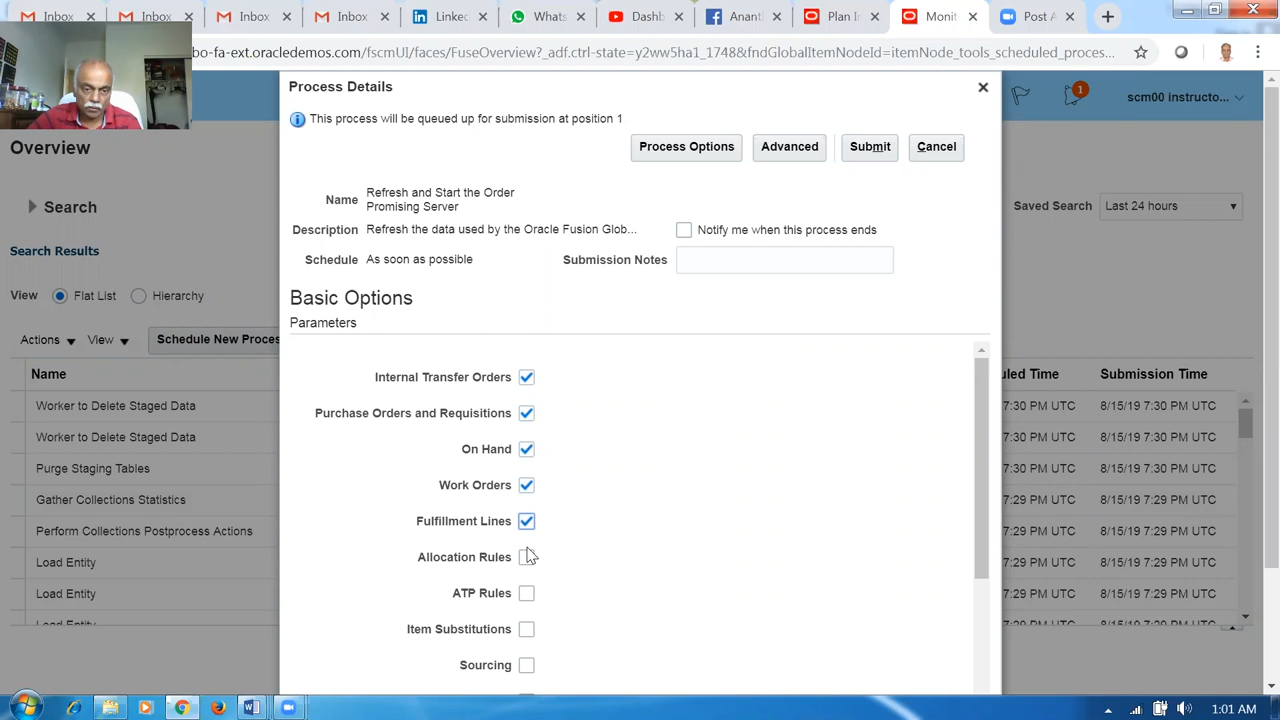 Inbox
Inbox
Inbox
Linked
What
Dash
Anan
Plan I
Monit
Post A
bo-fa-ext.oracledemos.com/fscmUI/faces/FuseOverview?_adf.ctrl-state=y2ww5ha1_1748&fndGlobalItemNodeId=itemNode_tools_scheduled_proces...
1
scm00 instructo...
Overview
Search
Saved Search Last 24 hours
Search Results
View Flat List Hierarchy
Actions View Schedule New Proces
Name
uled Time Submission Time
Worker to Delete Staged Data
7:30 PM UTC 8/15/19 7:30 PM UTC
Worker to Delete Staged Data
7:30 PM UTC 8/15/19 7:30 PM UTC
Purge Staging Tables
7:30 PM UTC 8/15/19 7:30 PM UTC
Gather Collections Statistics
7:29 PM UTC 8/15/19 7:29 PM UTC
Perform Collections Postprocess Actions
7:29 PM UTC 8/15/19 7:29 PM UTC
Load Entity
7:29 PM UTC 8/15/19 7:29 PM UTC
Load Entity
7:29 PM UTC 8/15/19 7:29 PM UTC
Process Details
This process will be queued up for submission at position 1
Process Options Advanced Submit Cancel
Name Refresh and Start the Order
Promising Server
Description Refresh the data used by the Oracle Fusion Glob... Notify me when this process ends
Schedule As soon as possible Submission Notes
Basic Options
Parameters
Internal Transfer Orders
Purchase Orders and Requisitions
On Hand
Work Orders
Fulfillment Lines
Allocation Rules
ATP Rules
Item Substitutions
Sourcing
1:01 AM